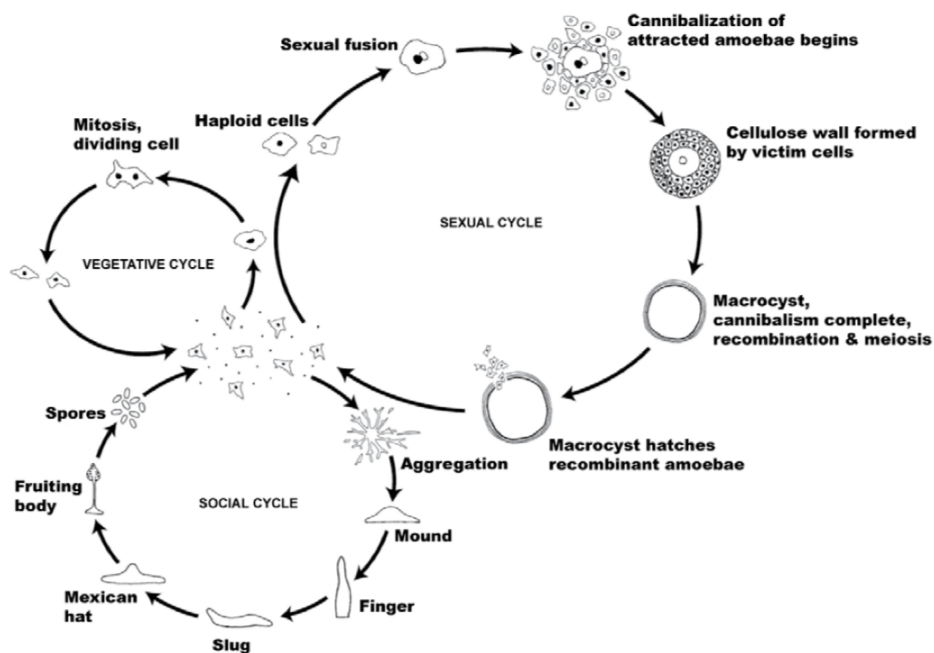 Cannibalization of
attracted amoebae begins
Sexual fusion
Mitosis,
dividing cell
Haploid cells
Cellulose wall formed
by victim cells
SEXUAL CYCLE
VEGETATIVE CYCLE
Macrocyst,
cannibalism complete,
recombination & meiosis
Spores
Macrocyst hatches
recombinant amoebae
Aggregation
Fruiting
body
SOCIAL CYCLE
Mound
Mexican
hat
Finger
Slug